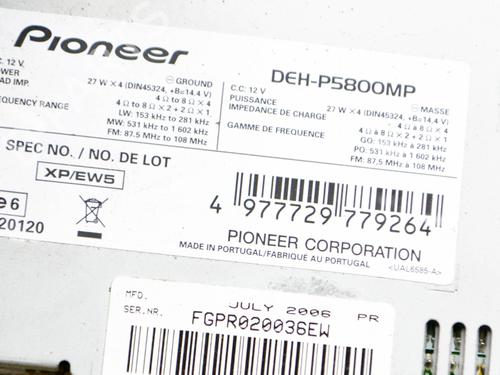 Pioneer
DEH-P5800MP
GROUND
27 W × 4 (DIN45324, +B=14.4 V)
AD IMP.
4 Ω to 8 Ω × 4
4 Ω to 8 Ω × 2 + 2 Ω × 1
EQUENCY RANGE
LW: 153 kHz to 281 kHz
MW: 531 kHz to 1 602 kHz
FM: 87.5 MHz to 108 MHz
C.C: 12 V
MASSE
PUISSANCE
27 W × 4 (DIN45324, +B=14,4 V)
IMPEDANCE DE CHARGE
4 Ω à 8 Ω × 4
4 Ω à 8 Ω × 2 + 2 Ω × 1
GAMME DE FREQUENCE
GO: 153 kHz à 281 kHz
PO: 531 kHz à 1 602 kHz
FM: 87,5 MHz à 108 MHz
SPEC NO. / NO. DE LOT
XP/EW5
e6
20120
4 977729 779264
PIONEER CORPORATION
MADE IN PORTUGAL/FABRIQUÉ AU PORTUGAL
<UAL6585-A>
MFD. JULY 2006 PR
SER.NR. FGPR020036EW